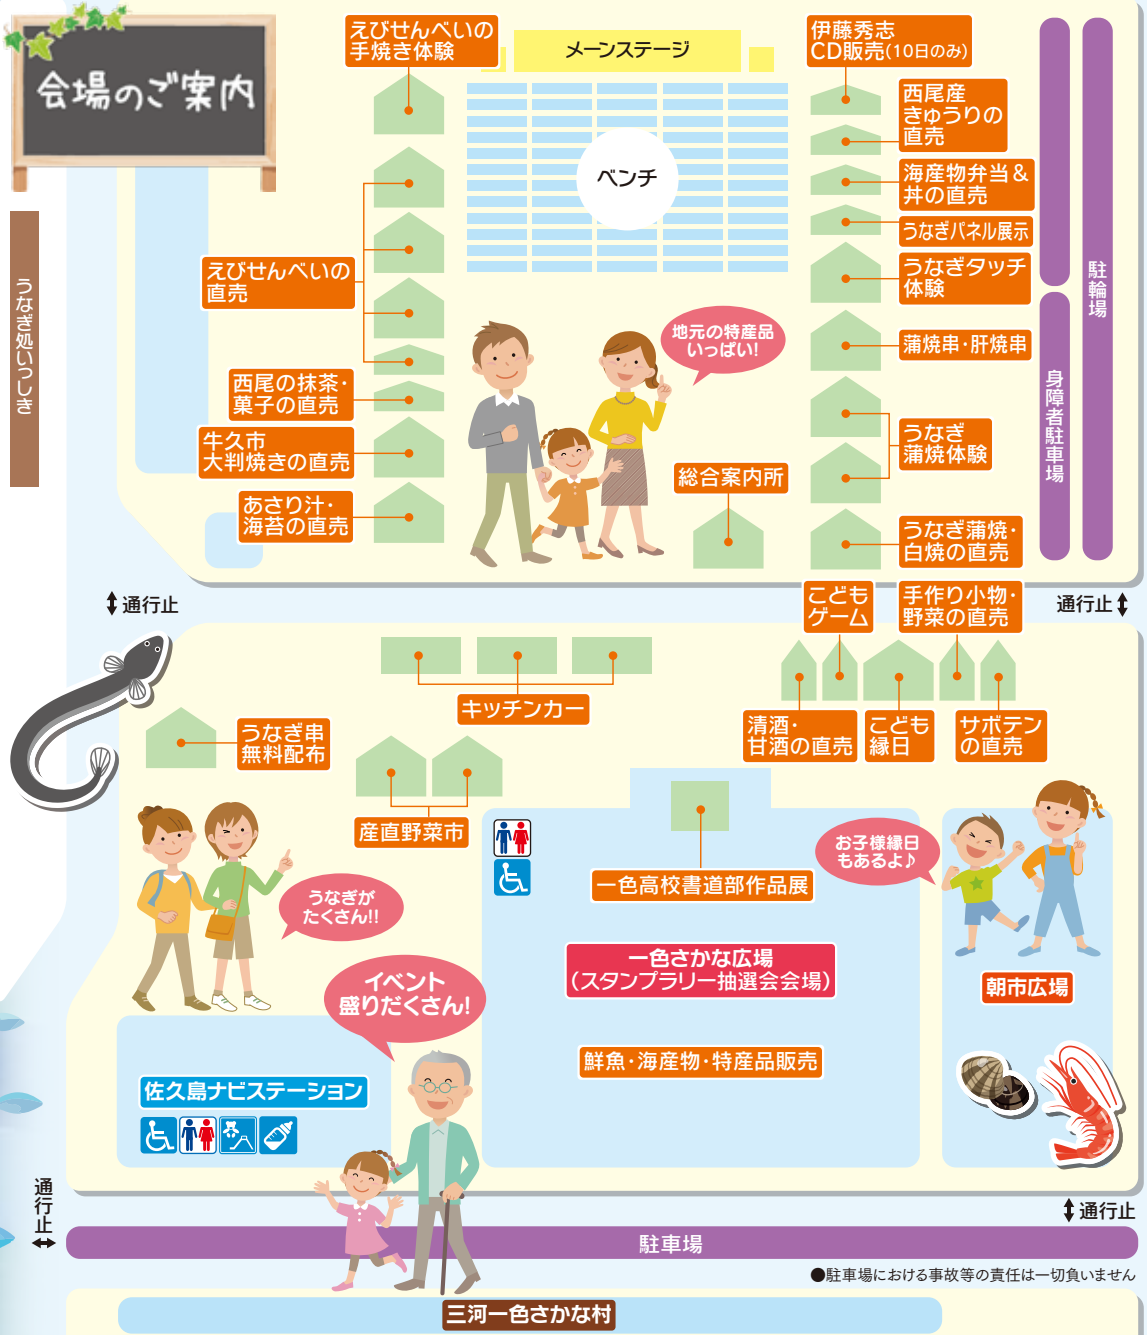 会場のご案内
えびせんべいの
手焼き体験
メーンステージ
伊藤秀志
CD販売(10日のみ)
西尾産
きゅうりの
直売
ベンチ
海産物弁当&
丼の直売
うなぎパネル展示
うなぎタッチ
体験
駐輪場
えびせんべいの
直売
うなぎ処いっしき
地元の特産品
いっぱい!
蒲焼串・肝焼串
身障者駐車場
西尾の抹茶・
菓子の直売
牛久市
大判焼きの直売
うなぎ
蒲焼体験
総合案内所
あさり汁・
海苔の直売
うなぎ蒲焼・
白焼の直売
通行止
こども
ゲーム
手作り小物・
野菜の直売
通行止
キッチンカー
うなぎ串
無料配布
清酒・
甘酒の直売
こども
縁日
サボテン
の直売
産直野菜市
お子様縁日
もあるよ♪
一色高校書道部作品展
うなぎが
たくさん!!
一色さかな広場
(スタンプラリー抽選会会場)
イベント
盛りだくさん!
朝市広場
鮮魚・海産物・特産品販売
佐久島ナビステーション
通行止
通行止
駐車場
●駐車場における事故等の責任は一切負いません
三河一色さかな村